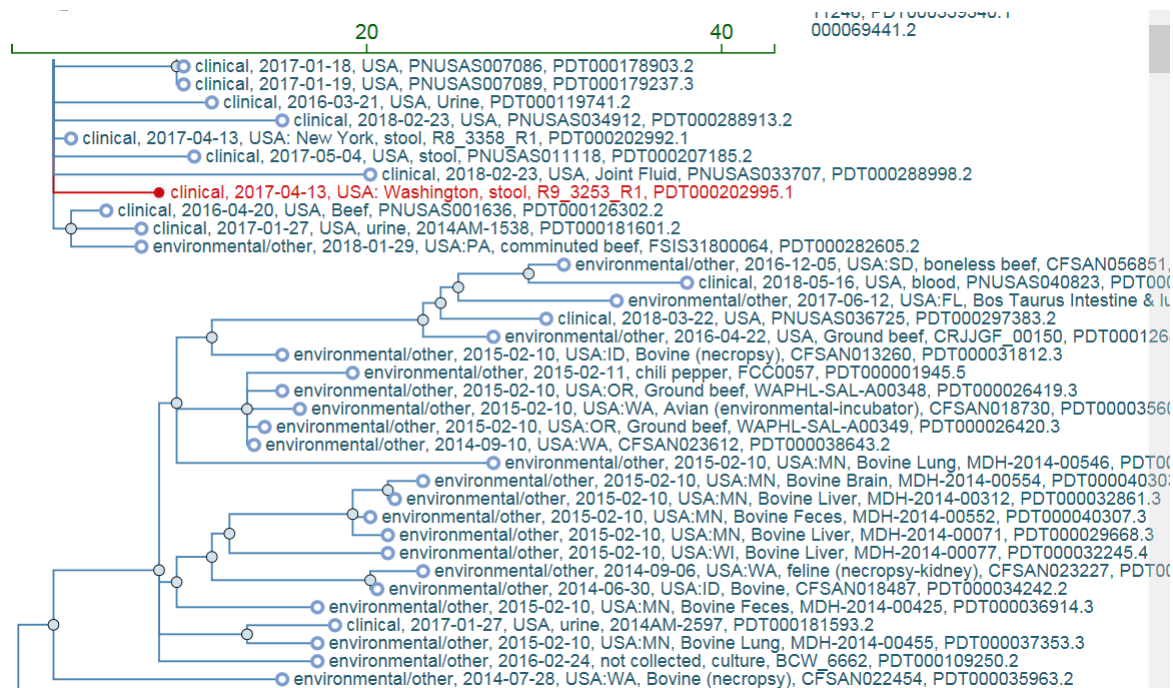 000069441.2
20 40
clinical, 2017-01-18, USA, PNUSAS007086, PDT000178903.2
clinical, 2017-01-19, USA, PNUSAS007089, PDT000179237.3
clinical, 2016-03-21, USA, Urine, PDT000119741.2
clinical, 2018-02-23, USA, PNUSAS034912, PDT000288913.2
clinical, 2017-04-13, USA: New York, stool, R8_3358_R1, PDT000202992.1
clinical, 2017-05-04, USA, stool, PNUSAS011118, PDT000207185.2
clinical, 2018-02-23, USA, Joint Fluid, PNUSAS033707, PDT000288998.2
clinical, 2017-04-13, USA: Washington, stool, R9_3253_R1, PDT000202995.1
clinical, 2016-04-20, USA, Beef, PNUSAS001636, PDT000126302.2
clinical, 2017-01-27, USA, urine, 2014AM-1538, PDT000181601.2
environmental/other, 2018-01-29, USA:PA, comminuted beef, FSIS31800064, PDT000282605.2
environmental/other, 2016-12-05, USA:SD, boneless beef, CFSAN056851,
clinical, 2018-05-16, USA, blood, PNUSAS040823, PDT000
environmental/other, 2017-06-12, USA:FL, Bos Taurus Intestine & lu
clinical, 2018-03-22, USA, PNUSAS036725, PDT000297383.2
environmental/other, 2016-04-22, USA, Ground beef, CRJJGF_00150, PDT000126
environmental/other, 2015-02-10, USA:ID, Bovine (necropsy), CFSAN013260, PDT000031812.3
environmental/other, 2015-02-11, chili pepper, FCC0057, PDT000001945.5
environmental/other, 2015-02-10, USA:OR, Ground beef, WAPHL-SAL-A00348, PDT000026419.3
environmental/other, 2015-02-10, USA:WA, Avian (environmental-incubator), CFSAN018730, PDT00003560
environmental/other, 2015-02-10, USA:OR, Ground beef, WAPHL-SAL-A00349, PDT000026420.3
environmental/other, 2014-09-10, USA:WA, CFSAN023612, PDT000038643.2
environmental/other, 2015-02-10, USA:MN, Bovine Lung, MDH-2014-00546, PDT00
environmental/other, 2015-02-10, USA:MN, Bovine Brain, MDH-2014-00554, PDT00004030
environmental/other, 2015-02-10, USA:MN, Bovine Liver, MDH-2014-00312, PDT000032861.3
environmental/other, 2015-02-10, USA:MN, Bovine Feces, MDH-2014-00552, PDT000040307.3
environmental/other, 2015-02-10, USA:MN, Bovine Liver, MDH-2014-00071, PDT000029668.3
environmental/other, 2015-02-10, USA:WI, Bovine Liver, MDH-2014-00077, PDT000032245.4
environmental/other, 2014-09-06, USA:WA, feline (necropsy-kidney), CFSAN023227, PDT00
environmental/other, 2014-06-30, USA:ID, Bovine, CFSAN018487, PDT000034242.2
environmental/other, 2015-02-10, USA:MN, Bovine Feces, MDH-2014-00425, PDT000036914.3
clinical, 2017-01-27, USA, urine, 2014AM-2597, PDT000181593.2
environmental/other, 2015-02-10, USA:MN, Bovine Lung, MDH-2014-00455, PDT000037353.3
environmental/other, 2016-02-24, not collected, culture, BCW_6662, PDT000109250.2
environmental/other, 2014-07-28, USA:WA, Bovine (necropsy), CFSAN022454, PDT000035963.2